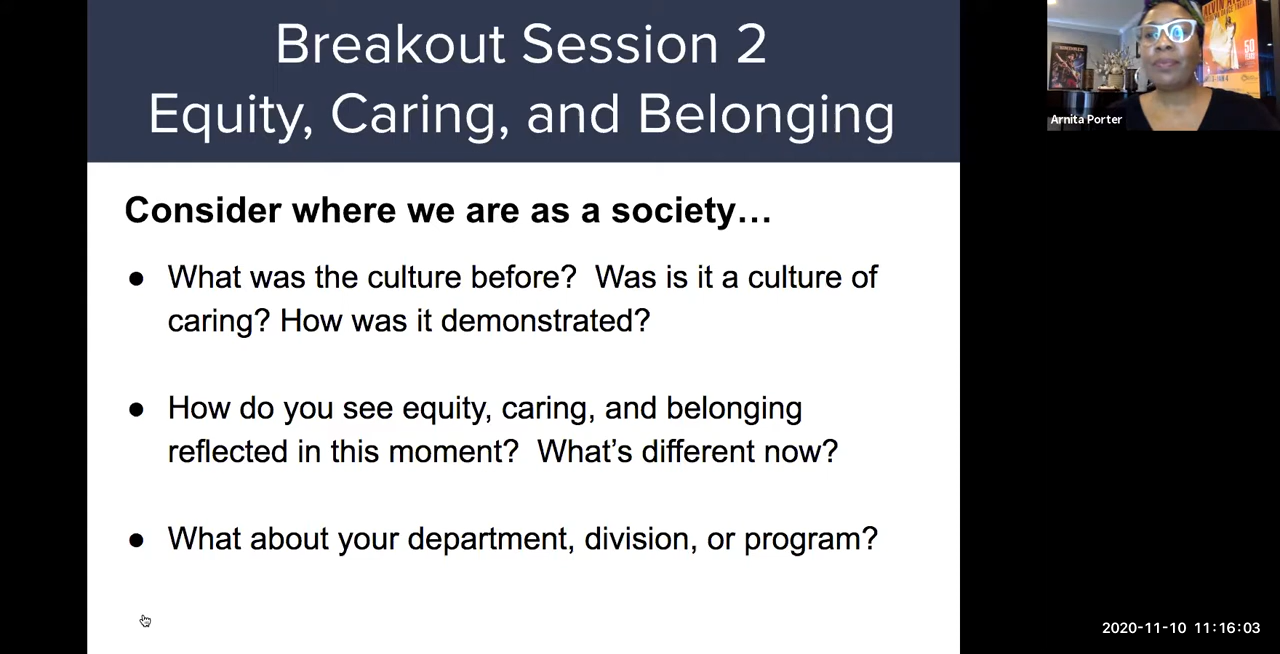 Breakout Session 2
Equity, Caring, and Belonging
Consider where we are as a society…
● What was the culture before?  Was is it a culture of
caring? How was it demonstrated?
● How do you see equity, caring, and belonging
reflected in this moment?  What’s different now?
● What about your department, division, or program?
50
Arnita Porter
2020-11-10 11:16:03